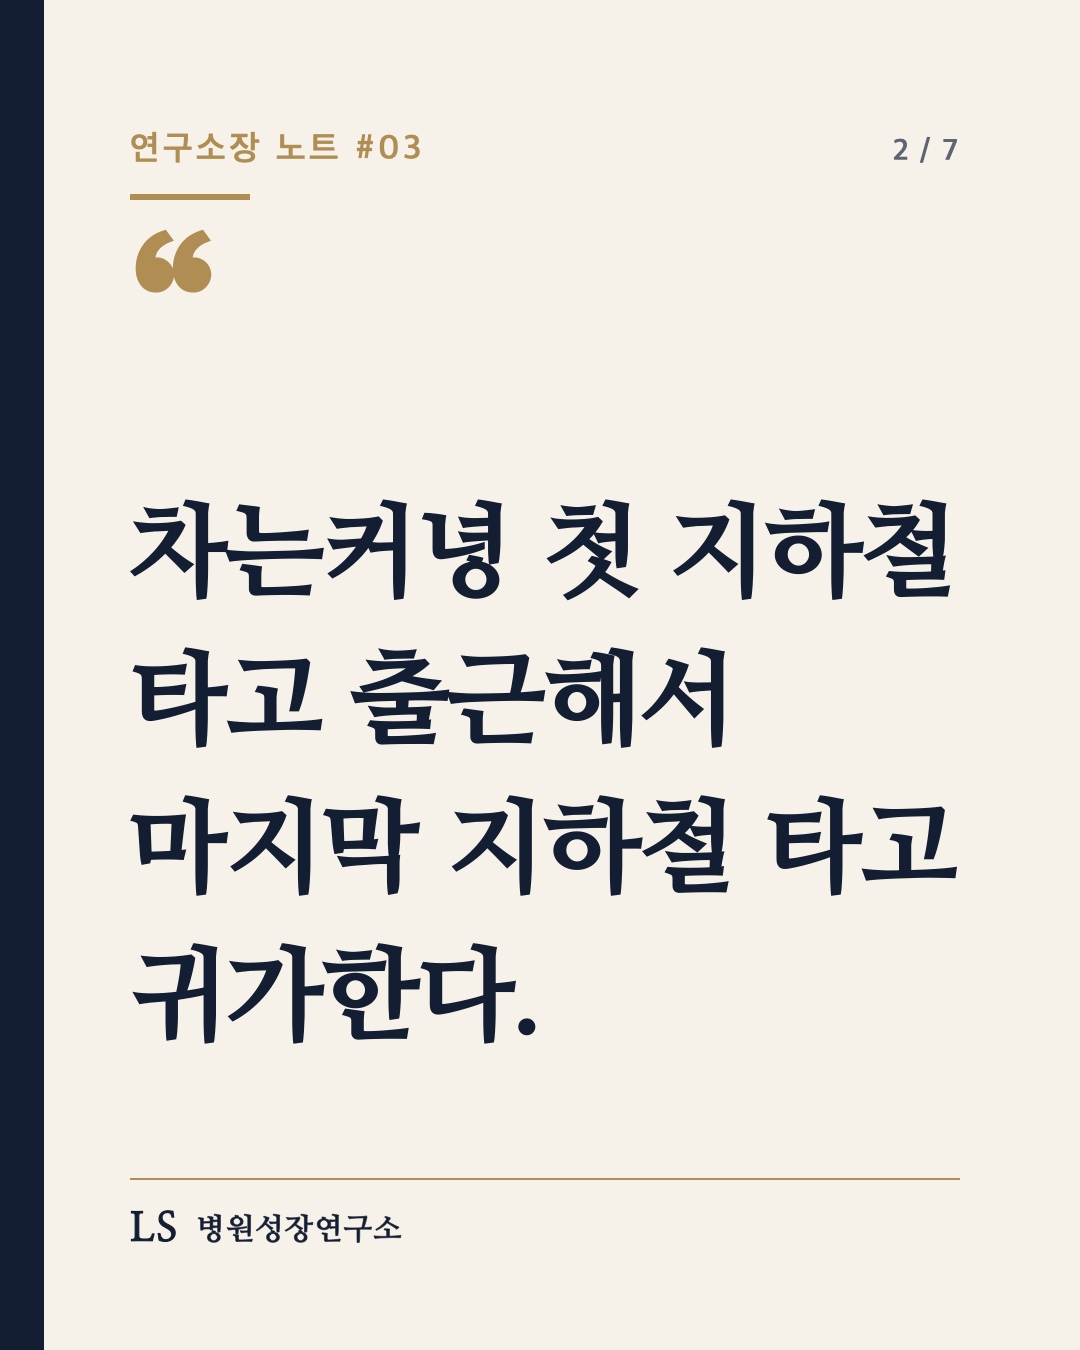 연구소장 노트 #03
2 / 7
“
차는커녕 첫 지하철
타고 출근해서
마지막 지하철 타고
귀가한다.
LS 병원성장연구소